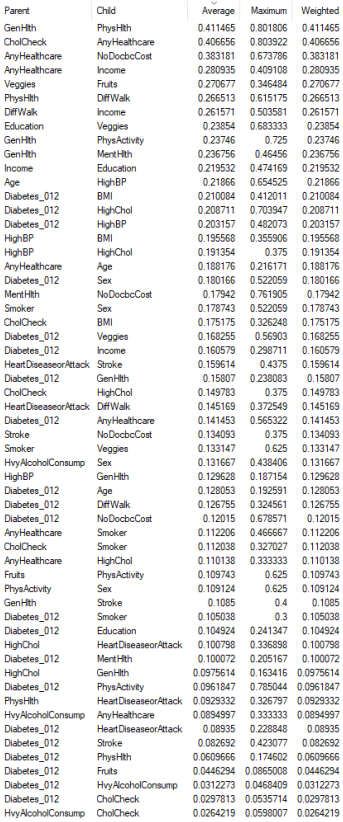 Parent Child Average Maximum Weighted
GenHlth PhysHlth 0.411465 0.801806 0.411465
CholCheck AnyHealthcare 0.406656 0.803922 0.406656
AnyHealthcare NoDocbcCost 0.383181 0.673786 0.383181
AnyHealthcare Income 0.280935 0.409108 0.280935
Veggies Fruits 0.270677 0.346484 0.270677
PhysHlth DiffWalk 0.266513 0.615175 0.266513
DiffWalk Income 0.261571 0.503581 0.261571
Education Veggies 0.23854 0.683333 0.23854
GenHlth PhysActivity 0.23746 0.725 0.23746
GenHlth MentHlth 0.236756 0.46456 0.236756
Income Education 0.219532 0.474169 0.219532
Age HighBP 0.21866 0.654525 0.21866
Diabetes_012 BMI 0.210084 0.412011 0.210084
Diabetes_012 HighChol 0.208711 0.703947 0.208711
Diabetes_012 HighBP 0.203157 0.482073 0.203157
HighBP BMI 0.195568 0.355906 0.195568
HighBP HighChol 0.191354 0.375 0.191354
AnyHealthcare Age 0.188176 0.216171 0.188176
Diabetes_012 Sex 0.180166 0.522059 0.180166
MentHlth NoDocbcCost 0.17942 0.761905 0.17942
Smoker Sex 0.178743 0.522059 0.178743
CholCheck BMI 0.175175 0.326248 0.175175
Diabetes_012 Veggies 0.168255 0.56903 0.168255
Diabetes_012 Income 0.160579 0.298711 0.160579
HeartDiseaseorAttack Stroke 0.159614 0.4375 0.159614
Diabetes_012 GenHlth 0.15807 0.238083 0.15807
CholCheck HighChol 0.149783 0.375 0.149783
HeartDiseaseorAttack DiffWalk 0.145169 0.372549 0.145169
Diabetes_012 AnyHealthcare 0.141453 0.565322 0.141453
Stroke NoDocbcCost 0.134093 0.375 0.134093
Smoker Veggies 0.133147 0.625 0.133147
HvyAlcoholConsump Sex 0.131667 0.438406 0.131667
HighBP GenHlth 0.129628 0.187154 0.129628
Diabetes_012 Age 0.128053 0.192591 0.128053
Diabetes_012 DiffWalk 0.126755 0.324561 0.126755
Diabetes_012 NoDocbcCost 0.12015 0.678571 0.12015
AnyHealthcare Smoker 0.112206 0.466667 0.112206
CholCheck Smoker 0.112038 0.327027 0.112038
AnyHealthcare HighChol 0.110138 0.333333 0.110138
Fruits PhysActivity 0.109743 0.625 0.109743
PhysActivity Sex 0.109124 0.625 0.109124
GenHlth Stroke 0.1085 0.4 0.1085
Diabetes_012 Smoker 0.105038 0.3 0.105038
Diabetes_012 Education 0.104924 0.241347 0.104924
HighChol HeartDiseaseorAttack 0.100798 0.336898 0.100798
Diabetes_012 MentHlth 0.100072 0.205167 0.100072
HighChol GenHlth 0.0975614 0.163416 0.0975614
Diabetes_012 PhysActivity 0.0961847 0.785044 0.0961847
PhysHlth HeartDiseaseorAttack 0.0929332 0.326797 0.0929332
HvyAlcoholConsump AnyHealthcare 0.0894997 0.333333 0.0894997
Diabetes_012 HeartDiseaseorAttack 0.08935 0.228848 0.08935
Diabetes_012 Stroke 0.082692 0.423077 0.082692
Diabetes_012 PhysHlth 0.0609666 0.174602 0.0609666
Diabetes_012 Fruits 0.0446294 0.0865008 0.0446294
Diabetes_012 HvyAlcoholConsump 0.0312273 0.0468409 0.0312273
Diabetes_012 CholCheck 0.0297813 0.0535714 0.0297813
HvyAlcoholConsump CholCheck 0.0264219 0.0598007 0.0264219